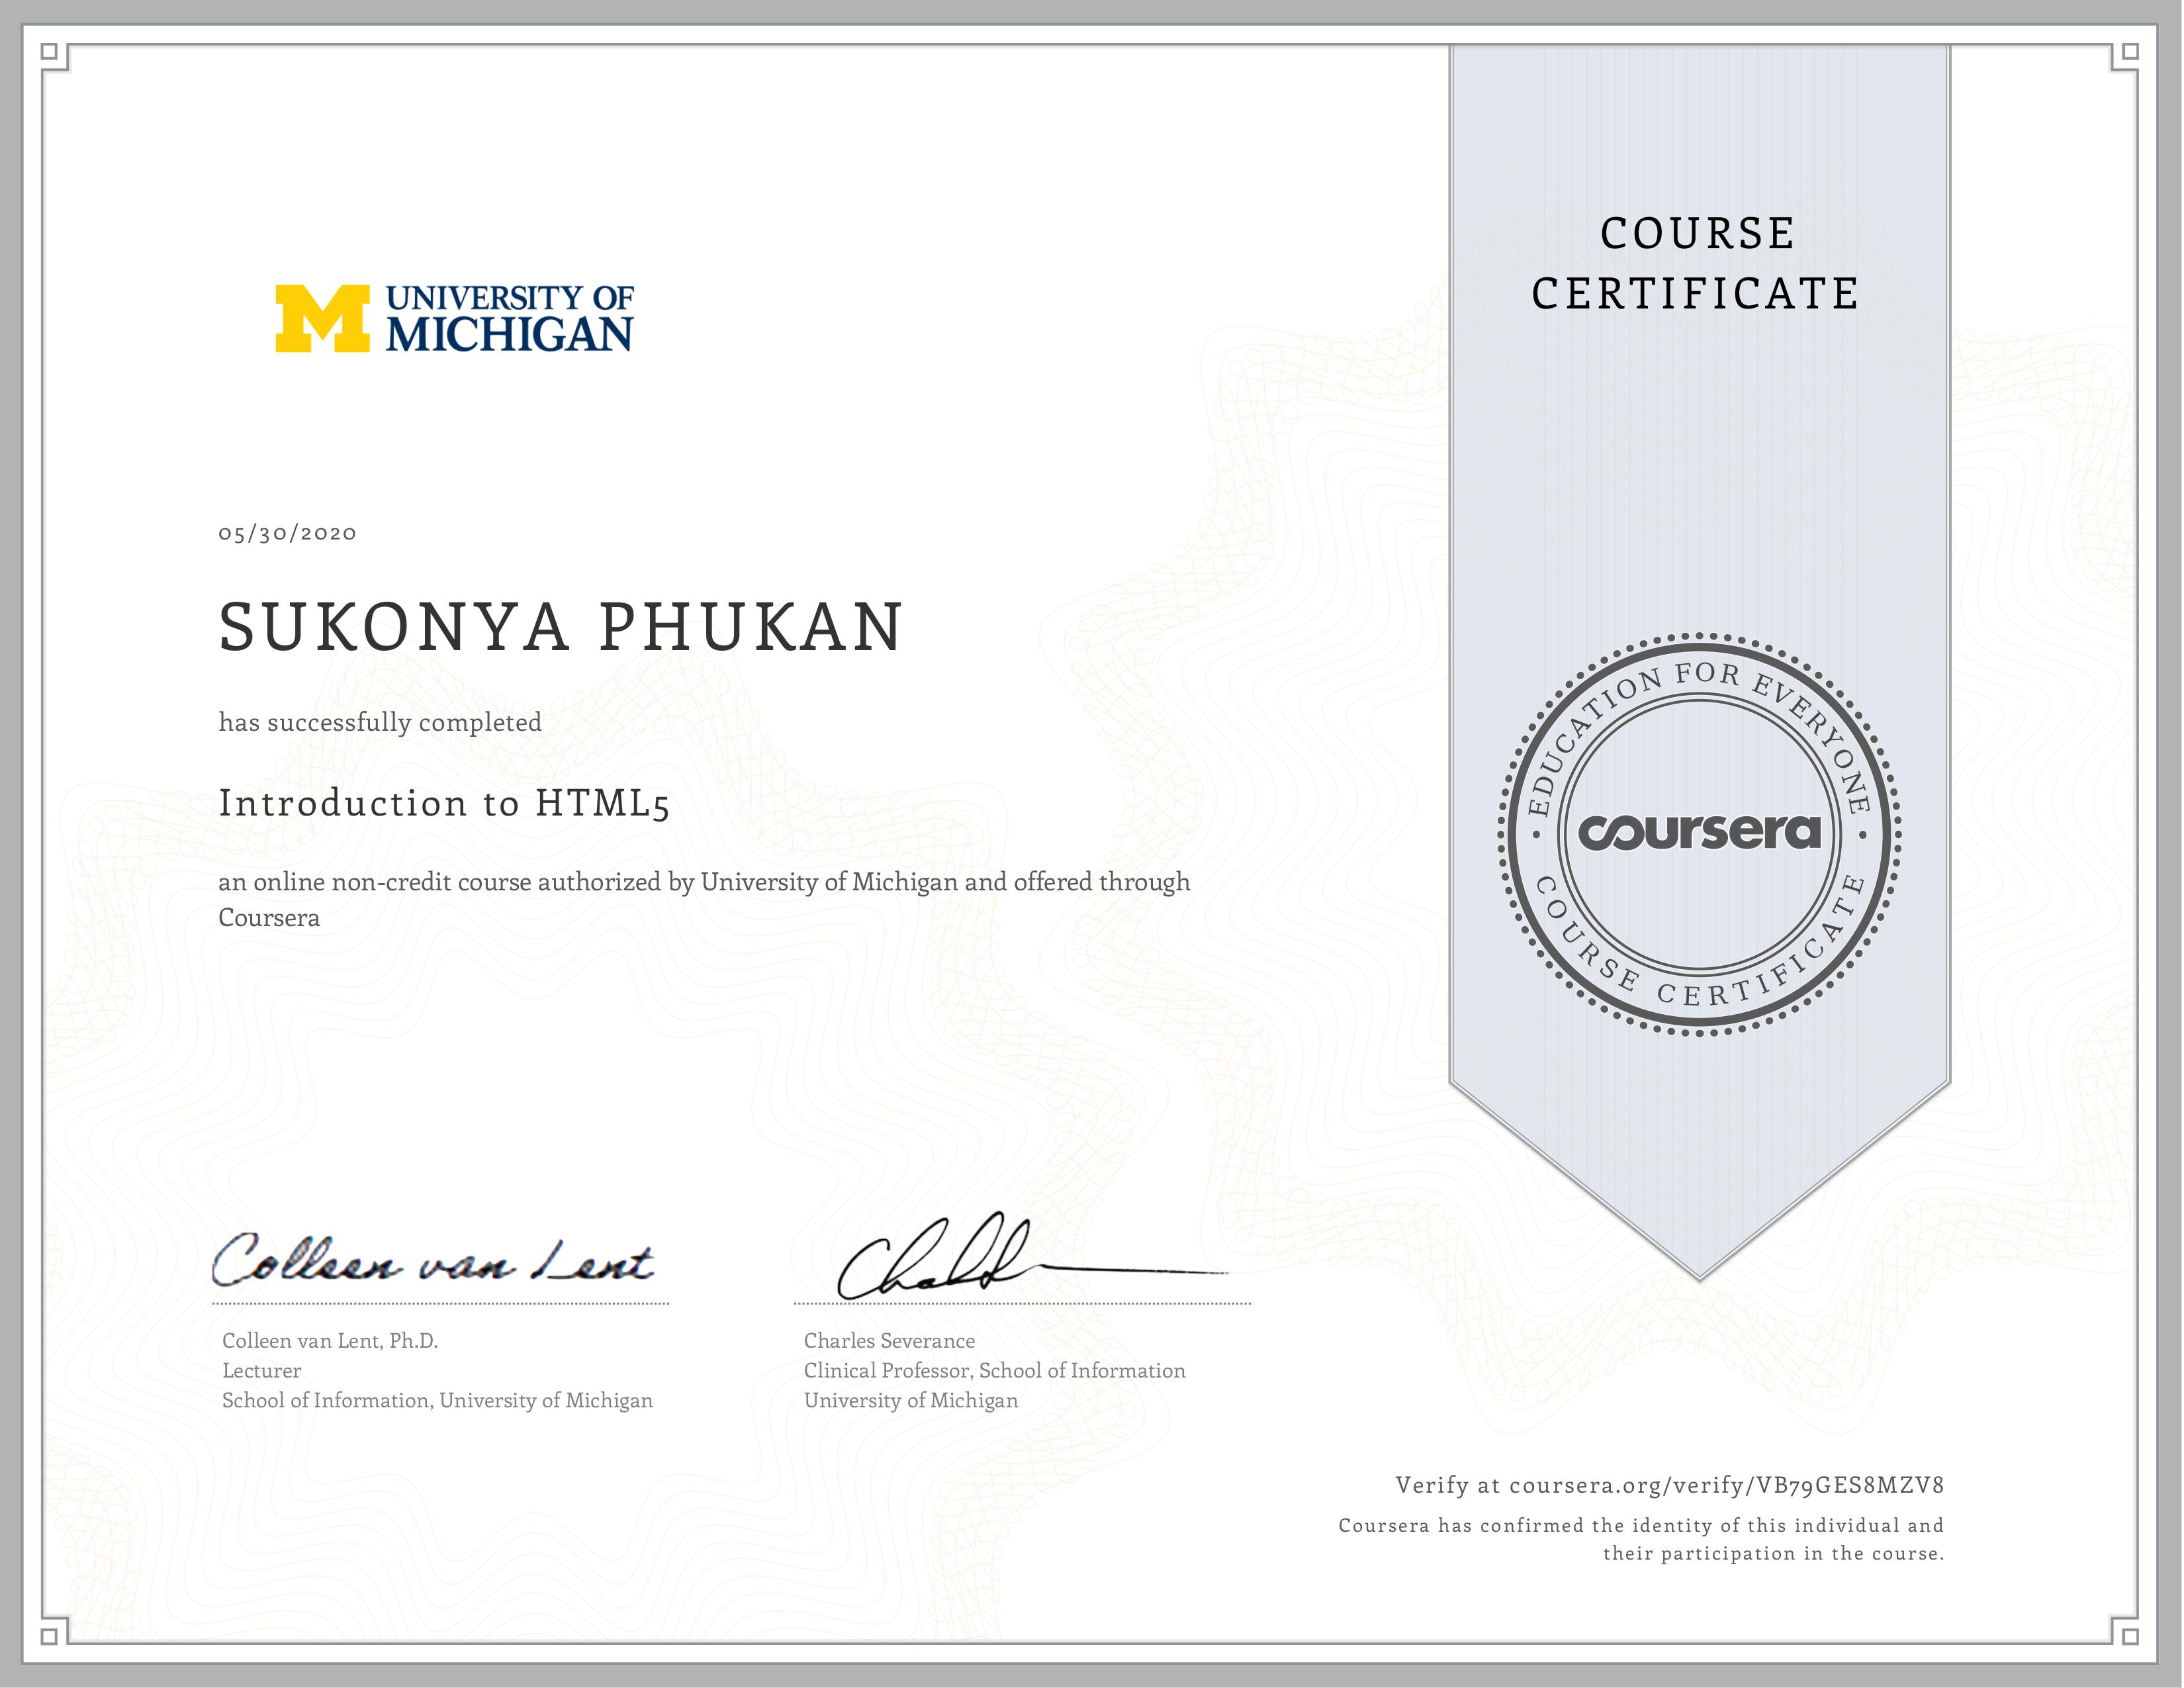 UNIVERSITY OF
MICHIGAN
05/30/2020
SUKONYA PHUKAN
has successfully completed
Introduction to HTML5
an online non-credit course authorized by University of Michigan and offered through
Coursera
COURSE
CERTIFICATE
EDUCATION FOR EVERYONE
coursera
COURSE CERTIFICATE
Colleen van Lent
Colleen van Lent, Ph.D.
Lecturer
School of Information, University of Michigan
Charles Severance
Clinical Professor, School of Information
University of Michigan
Verify at coursera.org/verify/VB79GES8MZV8
Coursera has confirmed the identity of this individual and
their participation in the course.